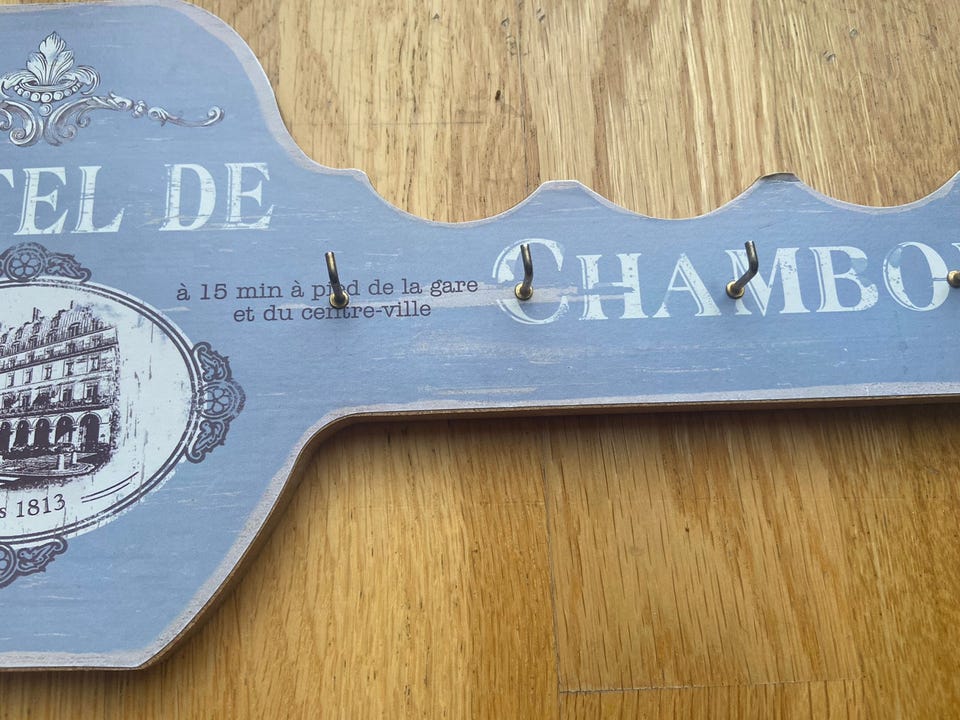 TEL DE
à 15 min à pied de la gare
et du centre-ville
CHAMBO
s 1813